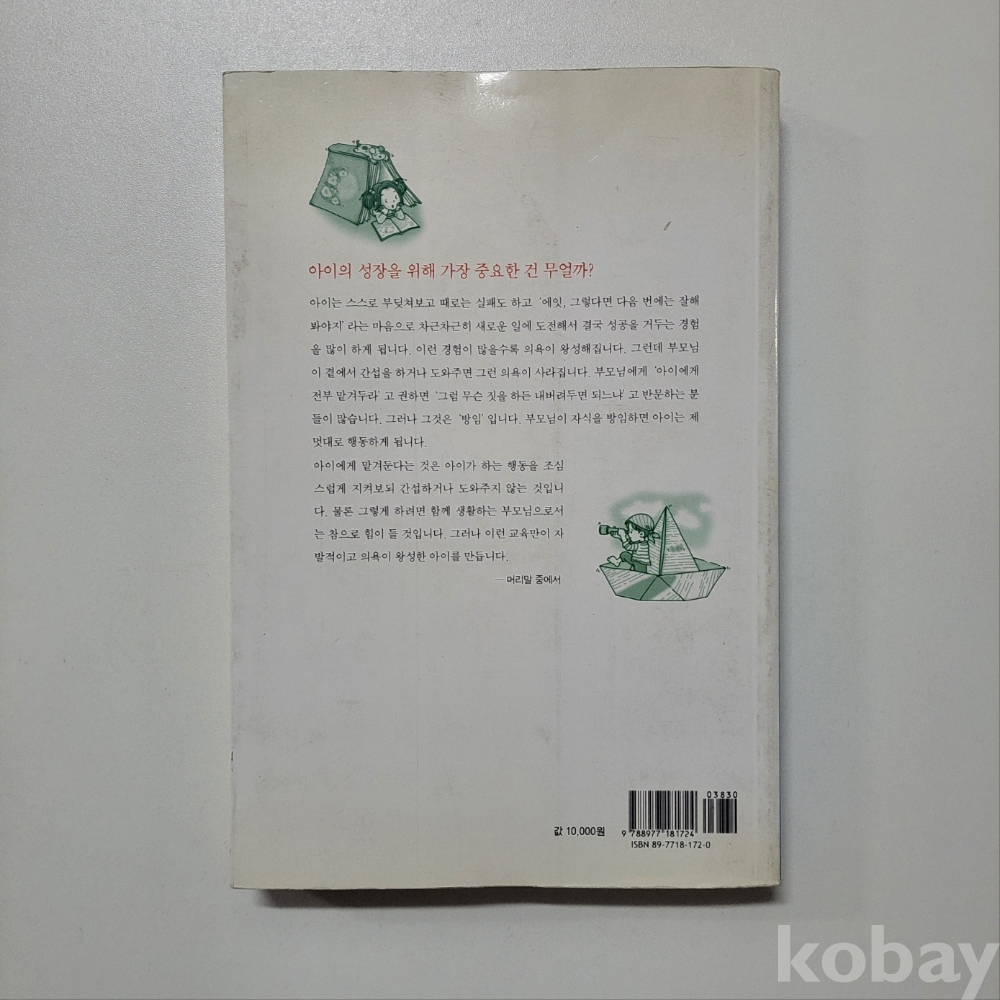 아이의 성장을 위해 가장 중요한 건 무얼까?
아이는 스스로 부딪쳐보고 때로는 실패도 하고 '에잇, 그렇다면 다음 번에는 잘해
봐야지' 라는 마음으로 차근차근히 새로운 일에 도전해서 결국 성공을 거두는 경험
을 많이 하게 됩니다. 이런 경험이 많을수록 의욕이 왕성해집니다. 그런데 부모님
이 곁에서 간섭을 하거나 도와주면 그런 의욕이 사라집니다. 부모님에게 '아이에게
전부 맡겨두라' 고 권하면 '그럼 무슨 짓을 하든 내버려두면 되느냐' 고 반문하는 분
들이 많습니다. 그러나 그것은 '방임' 입니다. 부모님이 자식을 방임하면 아이는 제
멋대로 행동하게 됩니다.
아이에게 맡겨둔다는 것은 아이가 하는 행동을 조심
스럽게 지켜보되 간섭하거나 도와주지 않는 것입니
다. 물론 그렇게 하려면 함께 생활하는 부모님으로서
는 참으로 힘이 들 것입니다. 그러나 이런 교육만이 자
발적이고 의욕이 왕성한 아이를 만듭니다.
― 머리말 중에서
03830
값 10,000원
9 788977 181724
ISBN 89-7718-172-0
kobay